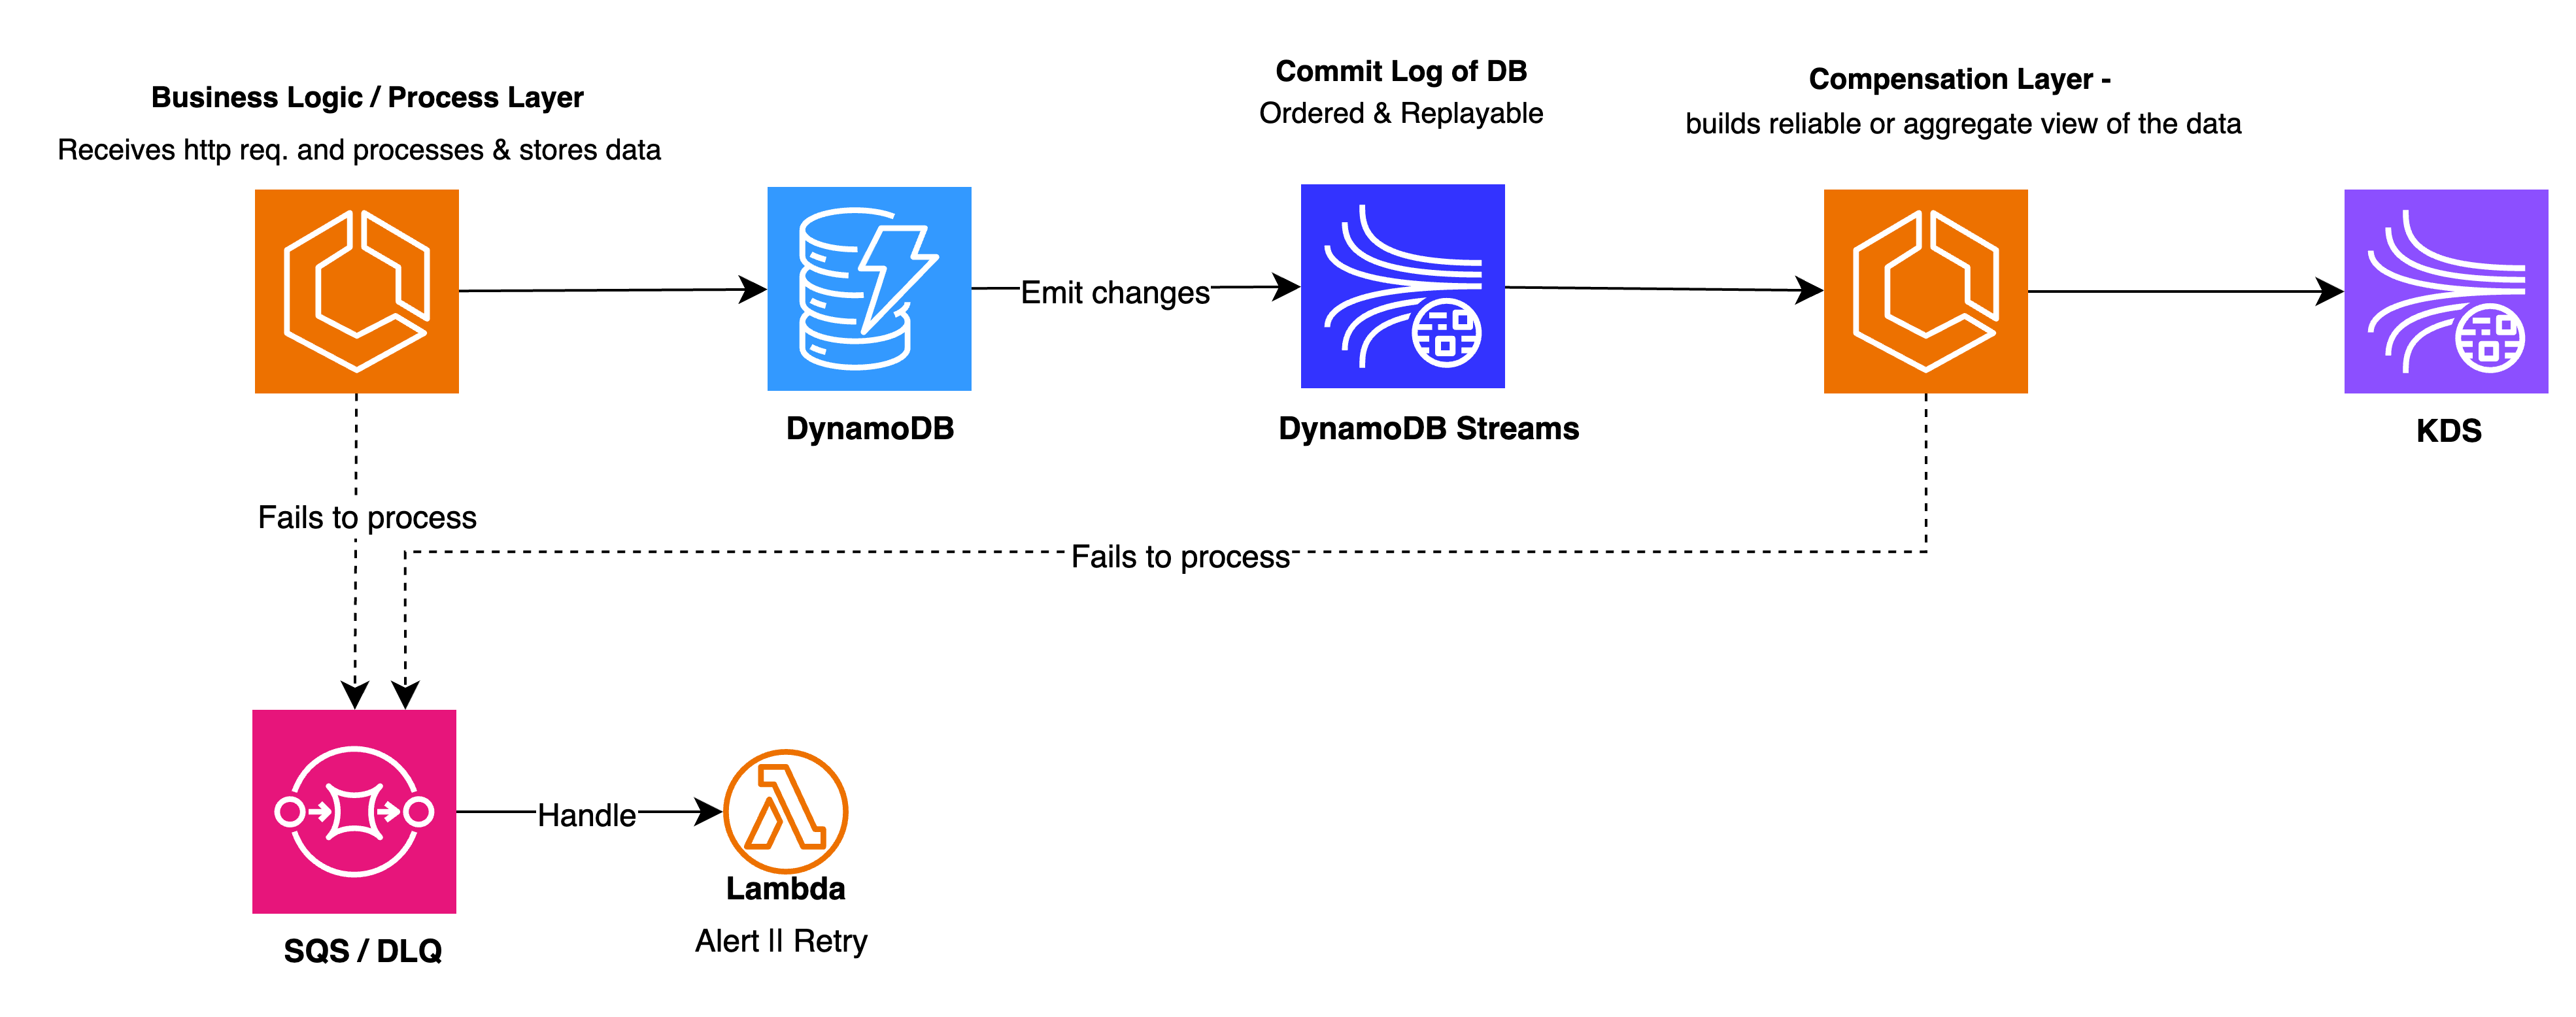 Business Logic / Process Layer
Receives http req. and processes & stores data
Commit Log of DB
Ordered & Replayable
Compensation Layer -
builds reliable or aggregate view of the data
Emit changes
DynamoDB
DynamoDB Streams
KDS
Fails to process
Fails to process
Handle
Lambda
Alert || Retry
SQS / DLQ